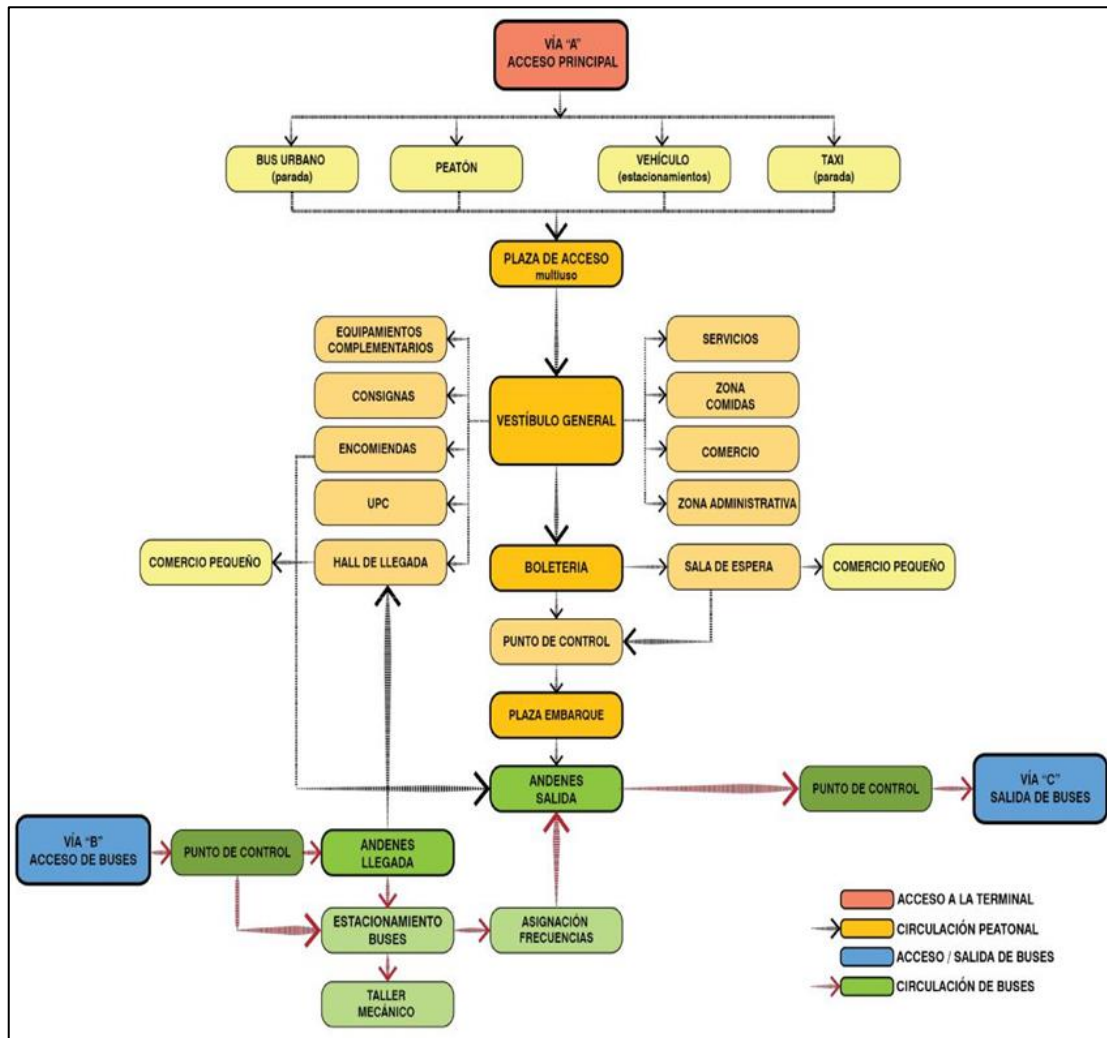 VÍA "A"
ACCESO PRINCIPAL
BUS URBANO
(parada)
PEATÓN
VEHÍCULO
(estacionamientos)
TAXI
(parada)
PLAZA DE ACCESO
multiuso
EQUIPAMIENTOS
COMPLEMENTARIOS
SERVICIOS
CONSIGNAS
VESTÍBULO GENERAL
ZONA
COMIDAS
ENCOMIENDAS
COMERCIO
UPC
ZONA ADMINISTRATIVA
COMERCIO PEQUEÑO
HALL DE LLEGADA
BOLETERIA
SALA DE ESPERA
COMERCIO PEQUEÑO
PUNTO DE CONTROL
PLAZA EMBARQUE
ANDENES
SALIDA
PUNTO DE CONTROL
VÍA "C"
SALIDA DE BUSES
VÍA "B"
ACCESO DE BUSES
PUNTO DE CONTROL
ANDENES
LLEGADA
ESTACIONAMIENTO
BUSES
ASIGNACIÓN
FRECUENCIAS
TALLER
MECÁNICO
ACCESO A LA TERMINAL
CIRCULACIÓN PEATONAL
ACCESO / SALIDA DE BUSES
CIRCULACIÓN DE BUSES